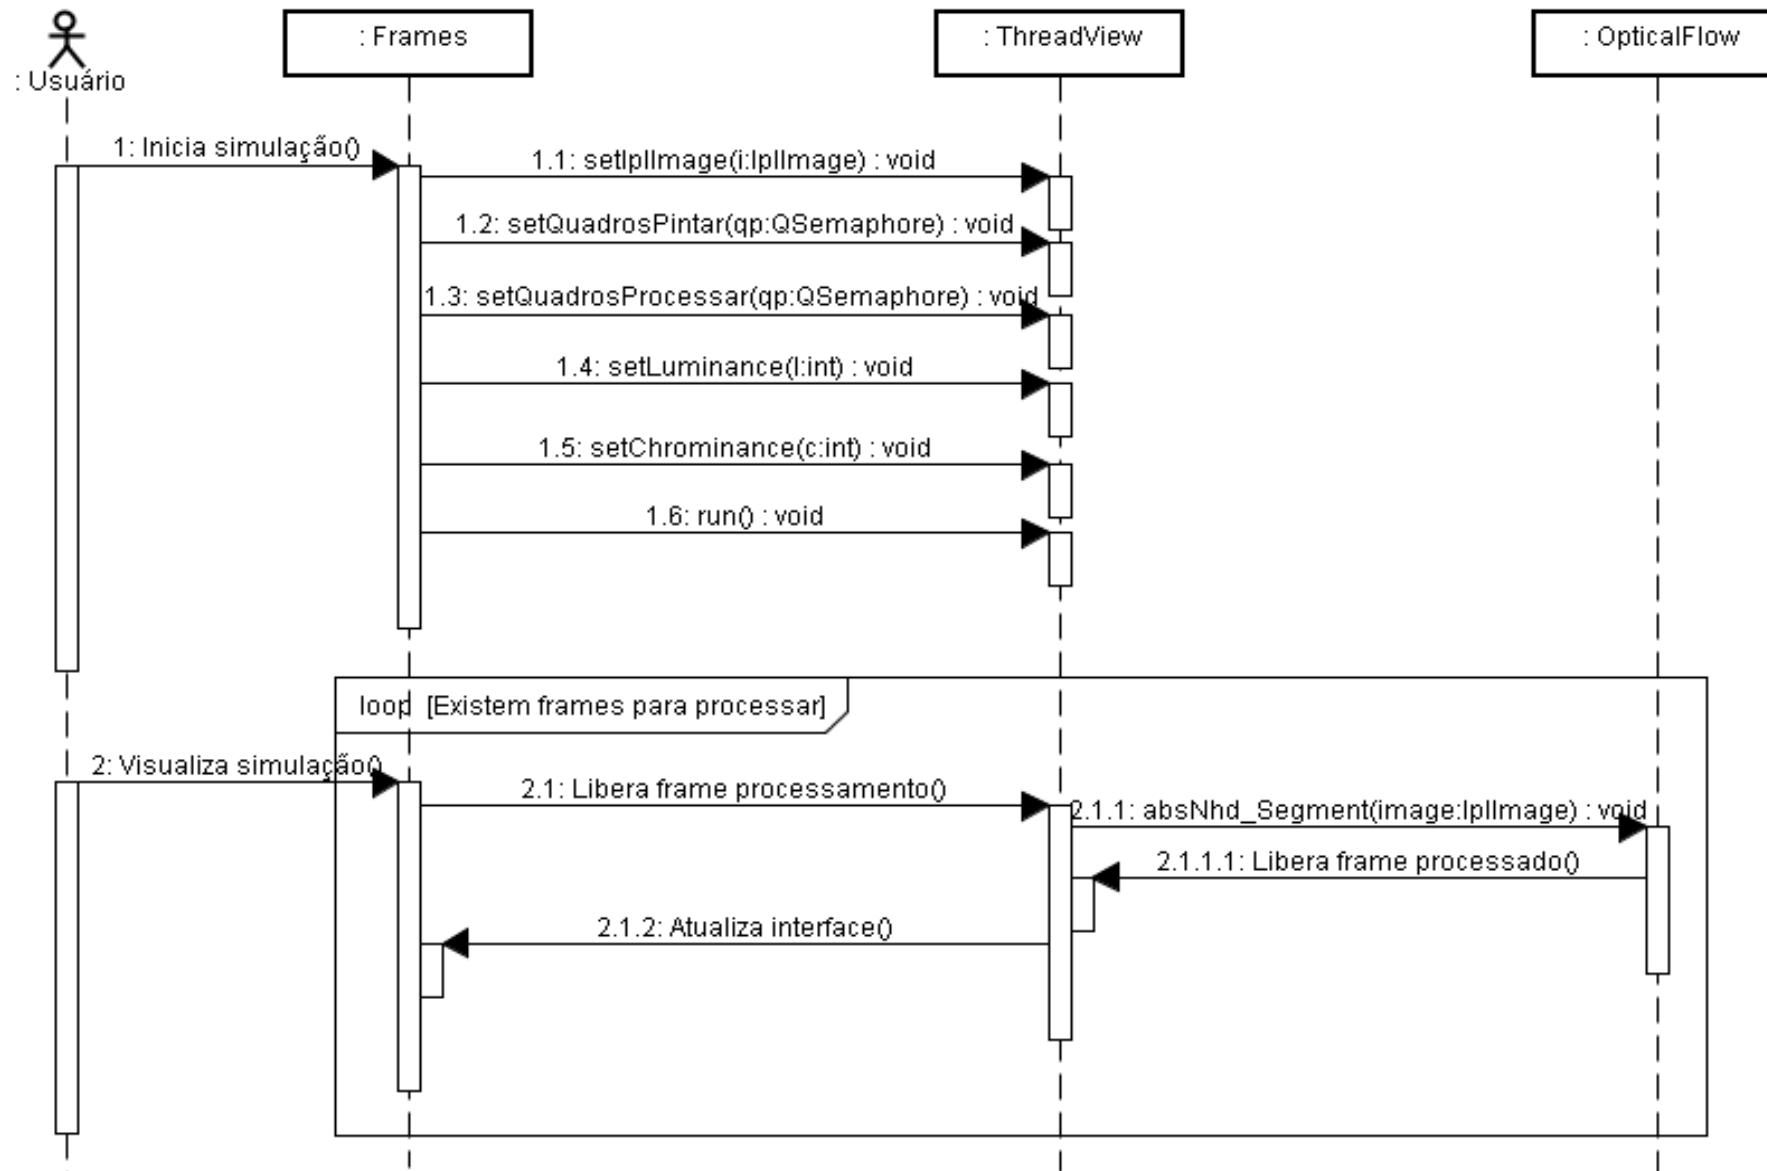 : Usuário
: Frames
: ThreadView
: OpticalFlow
1: Inicia simulação()
1.1: setIplImage(i:IplImage) : void
1.2: setQuadrosPintar(qp:QSemaphore) : void
1.3: setQuadrosProcessar(qp:QSemaphore) : void
1.4: setLuminance(l:int) : void
1.5: setChrominance(c:int) : void
1.6: run() : void
loop [Existem frames para processar]
2: Visualiza simulação()
2.1: Libera frame processamento()
2.1.1: absNhd_Segment(image:IplImage) : void
2.1.1.1: Libera frame processado()
2.1.2: Atualiza interface()